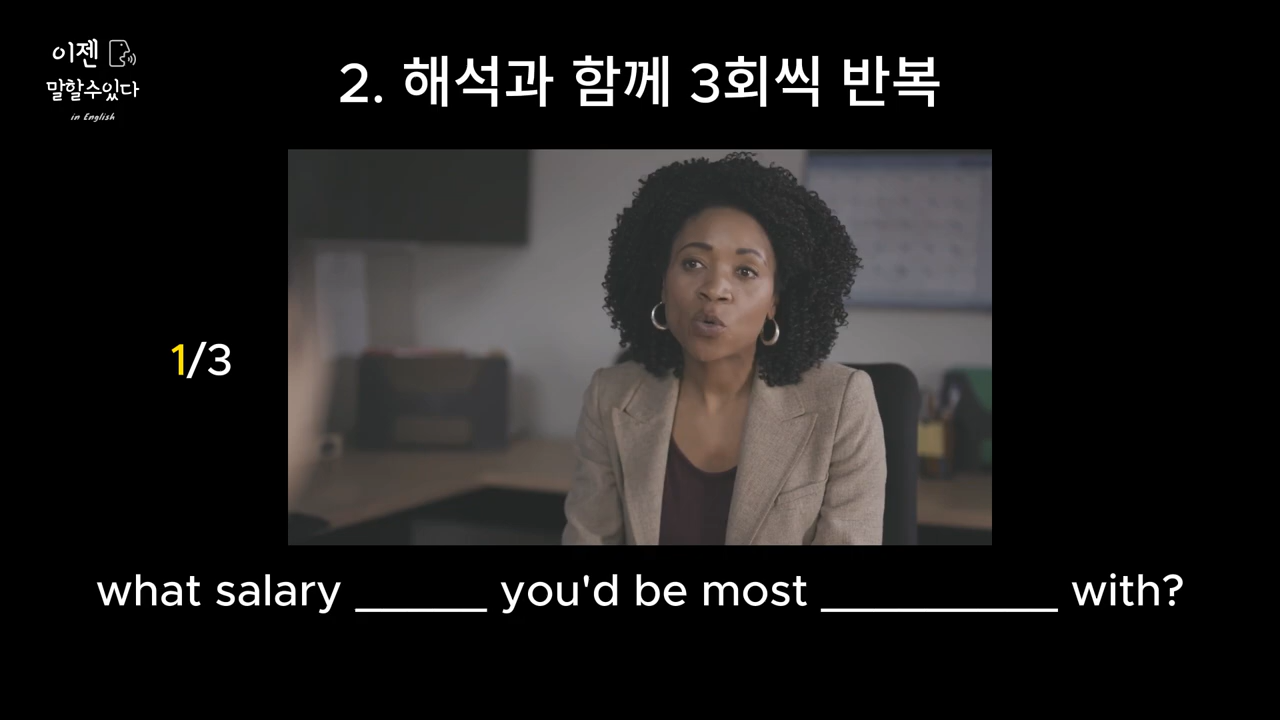 이젠
말할수있다
in English
2. 해석과 함께 3회씩 반복
1/3
what salary ______ you'd be most ___________ with?